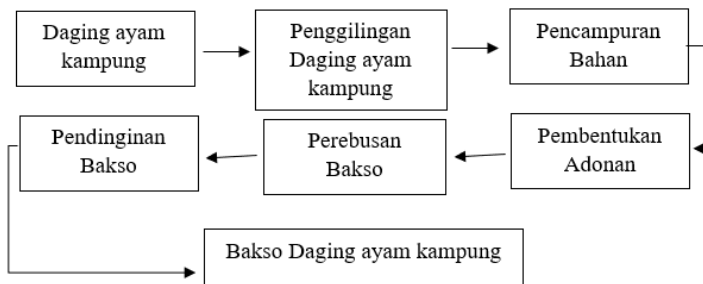 Daging ayam
kampung
Penggilingan
Daging ayam
kampung
Pencampuran
Bahan
Pembentukan
Adonan
Perebusan
Bakso
Pendinginan
Bakso
Bakso Daging ayam kampung